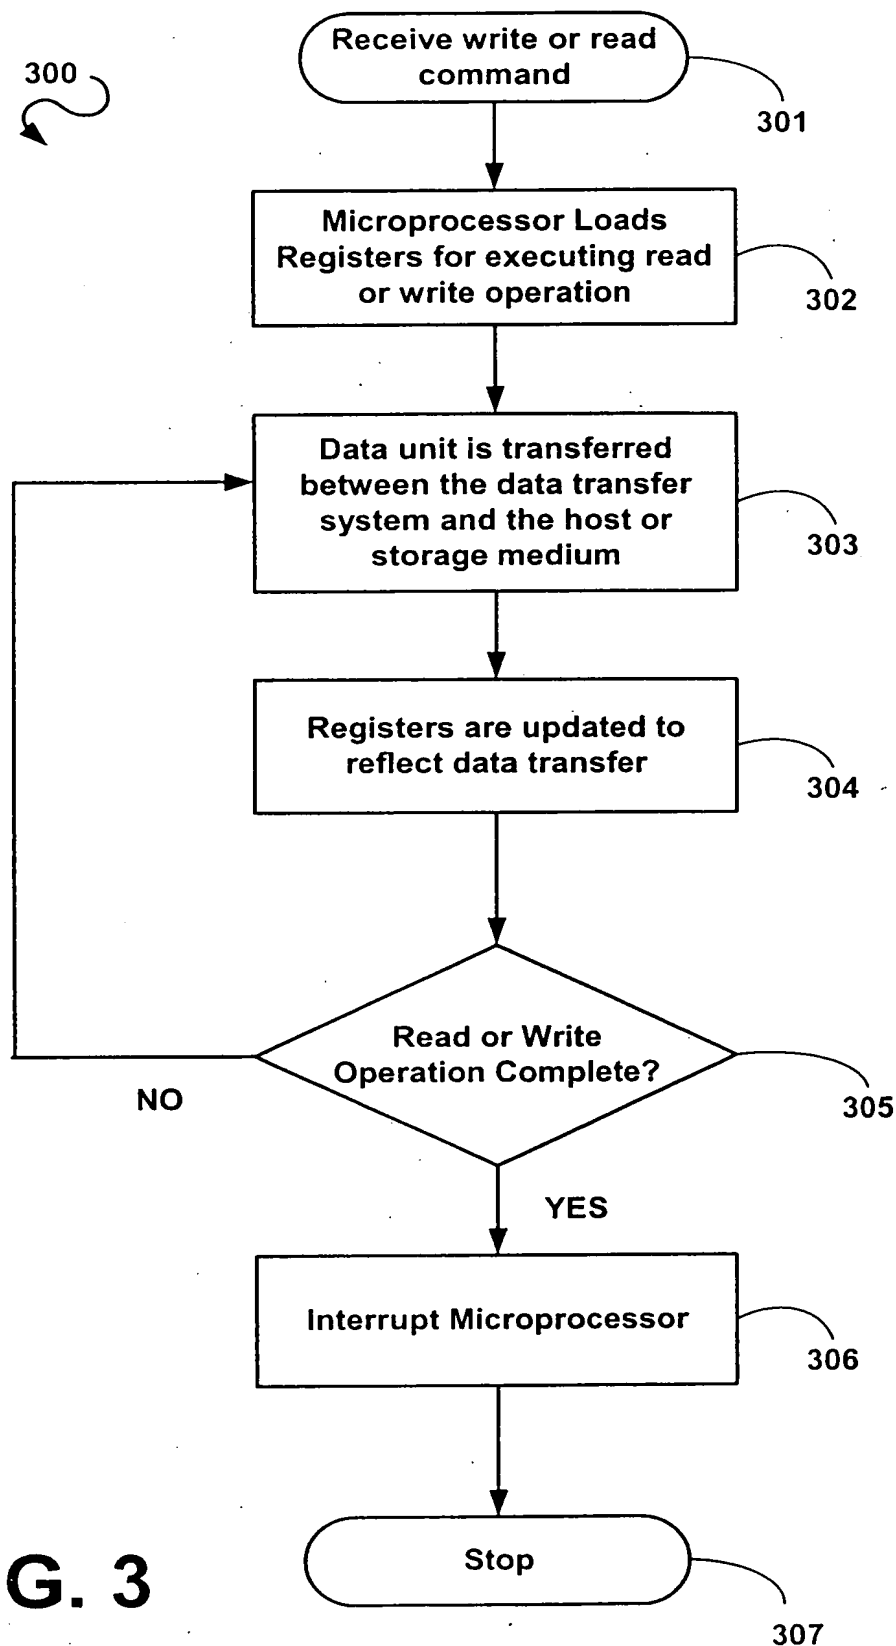 300
Receive write or read
command
301
Microprocessor Loads
Registers for executing read
or write operation
302
Data unit is transferred
between the data transfer
system and the host or
storage medium
303
Registers are updated to
reflect data transfer
304
Read or Write
Operation Complete?
305
NO
YES
Interrupt Microprocessor
306
Stop
307
G. 3